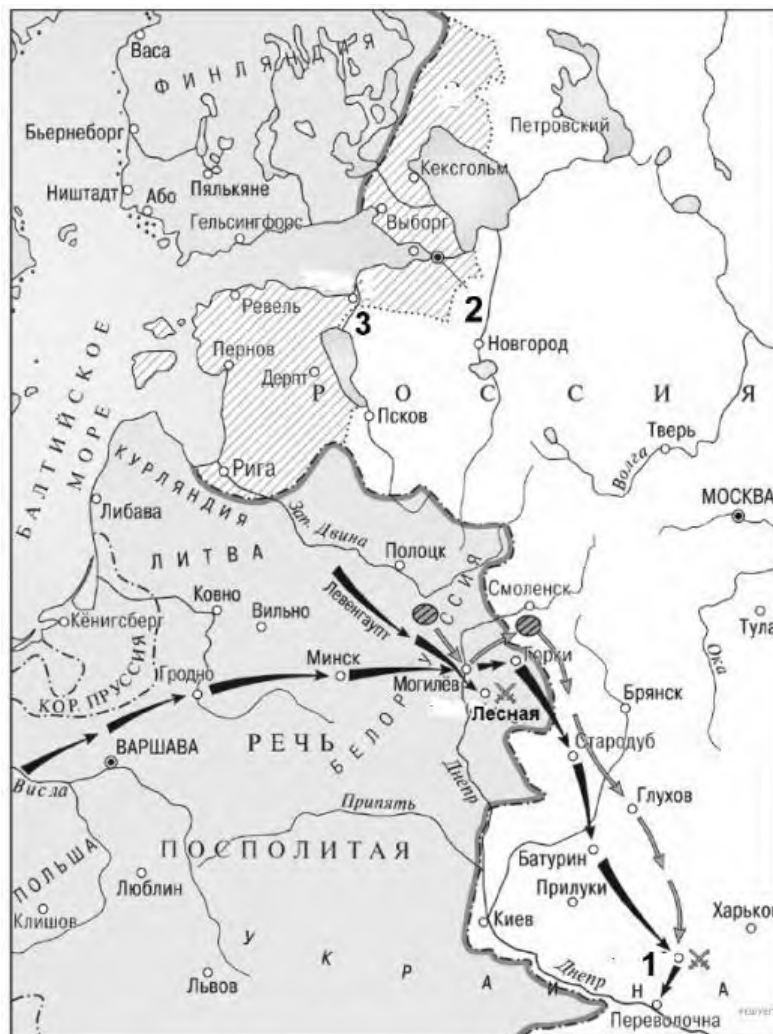 Васа
ФИНЛЯНДИЯ
Петровский
Бьернеборг
Кексгольм
Ништадт
Або
Пялькяне
Гельсингфорс
Выборг
2
Ревель
3
Новгород
Пернов
Дерпт
РОССИЯ
Псков
Тверь
БАЛТИЙСКОЕ
МОРЕ
Рига
Волга
КУРЛЯНДИЯ
МОСКВА
Либава
Зап. Двина
ЛИТВА
Полоцк
Смоленск
Левенгаупт
Ковно
Вильно
Кёнигсберг
Тула
Ока
КОР. ПРУССИЯ
Гродно
Минск
Могилёв
Горки
БЕЛОРУССИЯ
Лесная
Брянск
ВАРШАВА
РЕЧЬ
Стародуб
Висла
Днепр
Глухов
Припять
ПОСПОЛИТАЯ
Батурин
ПОЛЬША
Люблин
Прилуки
Клишов
Киев
Харьков
1
УКРАИНА
Львов
Днепр
Переволочна